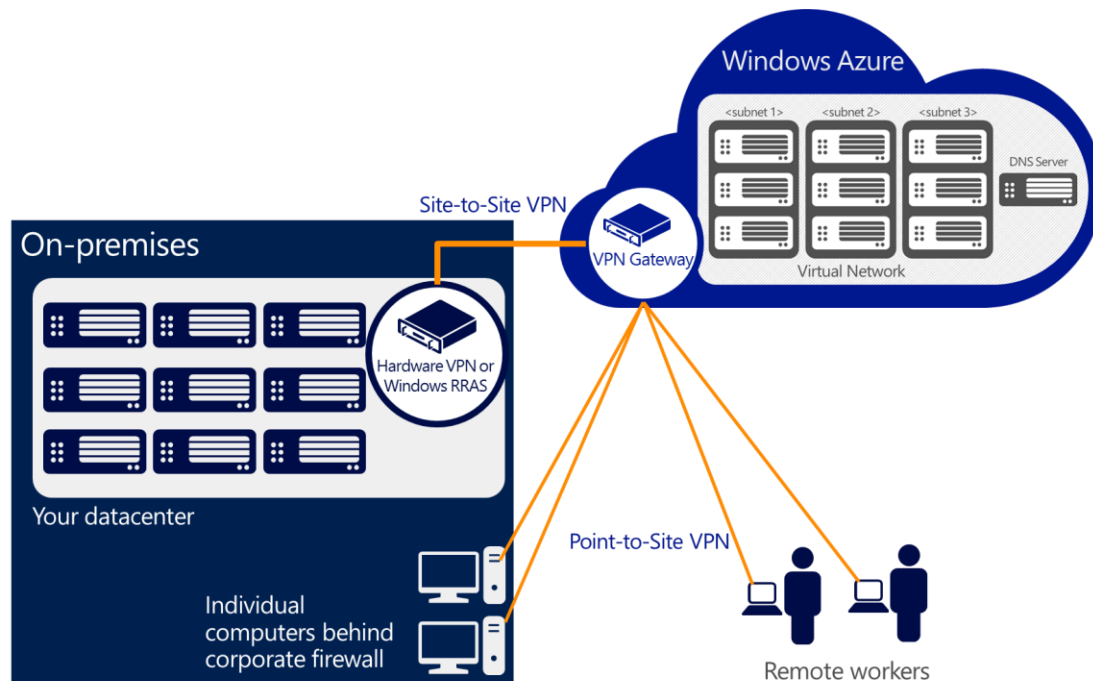 Windows Azure
<subnet 1>
<subnet 2>
<subnet 3>
DNS Server
Virtual Network
VPN Gateway
Site-to-Site VPN
On-premises
Hardware VPN or
Windows RRAS
Your datacenter
Point-to-Site VPN
Individual
computers behind
corporate firewall
Remote workers